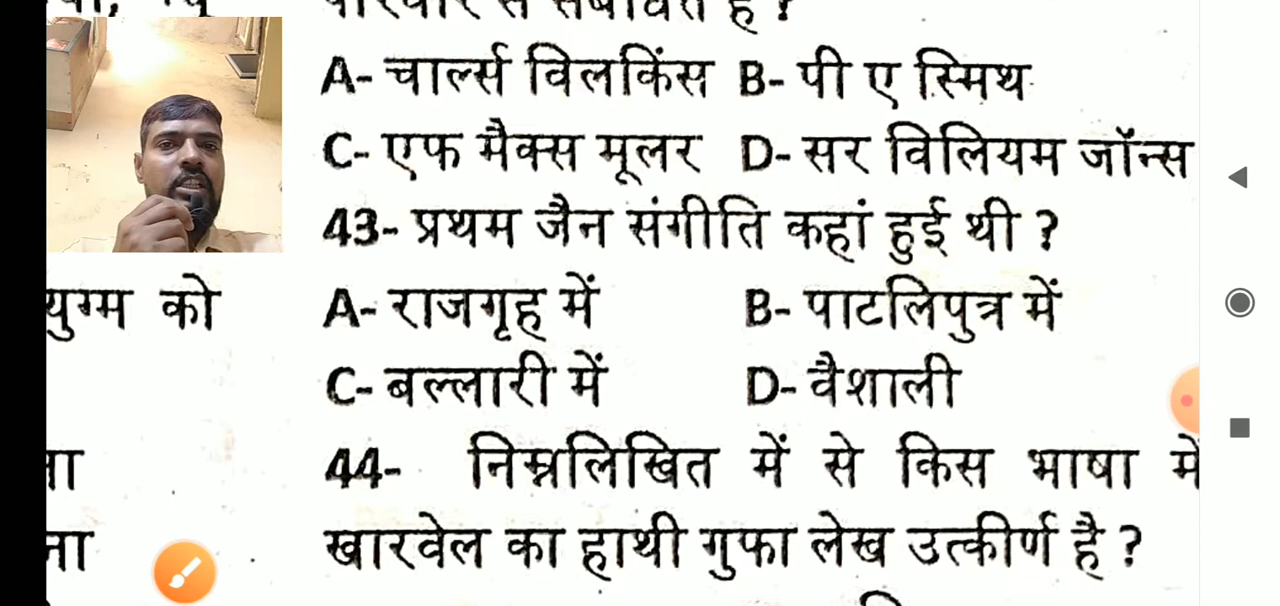 A- चार्ल्स विलकिंस B- पी ए स्मिथ
C- एफ मैक्स मूलर D- सर विलियम जॉन्स
43- प्रथम जैन संगीति कहां हुई थी ?
युग्म को
A- राजगृह में B- पाटलिपुत्र में
C- बल्लारी में D- वैशाली
44- निम्नलिखित में से किस भाषा में
खारवेल का हाथी गुफा लेख उत्कीर्ण है ?